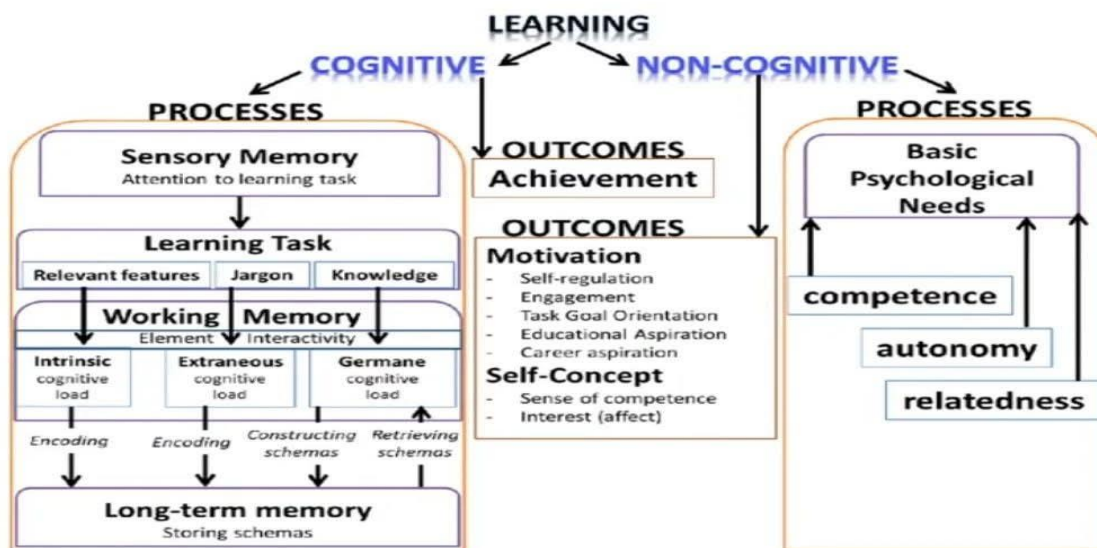 LEARNING
COGNITIVE
NON-COGNITIVE
PROCESSES
Sensory Memory
Attention to learning task
Learning Task
Relevant features
Jargon
Knowledge
Working Memory
Element Interactivity
Intrinsic
cognitive
load
Extraneous
cognitive
load
Germane
cognitive
load
Encoding
Encoding
Constructing
schemas
Retrieving
schemas
Long-term memory
Storing schemas
OUTCOMES
Achievement
OUTCOMES
Motivation
- Self-regulation
- Engagement
- Task Goal Orientation
- Educational Aspiration
- Career aspiration
Self-Concept
- Sense of competence
- Interest (affect)
PROCESSES
Basic
Psychological
Needs
competence
autonomy
relatedness